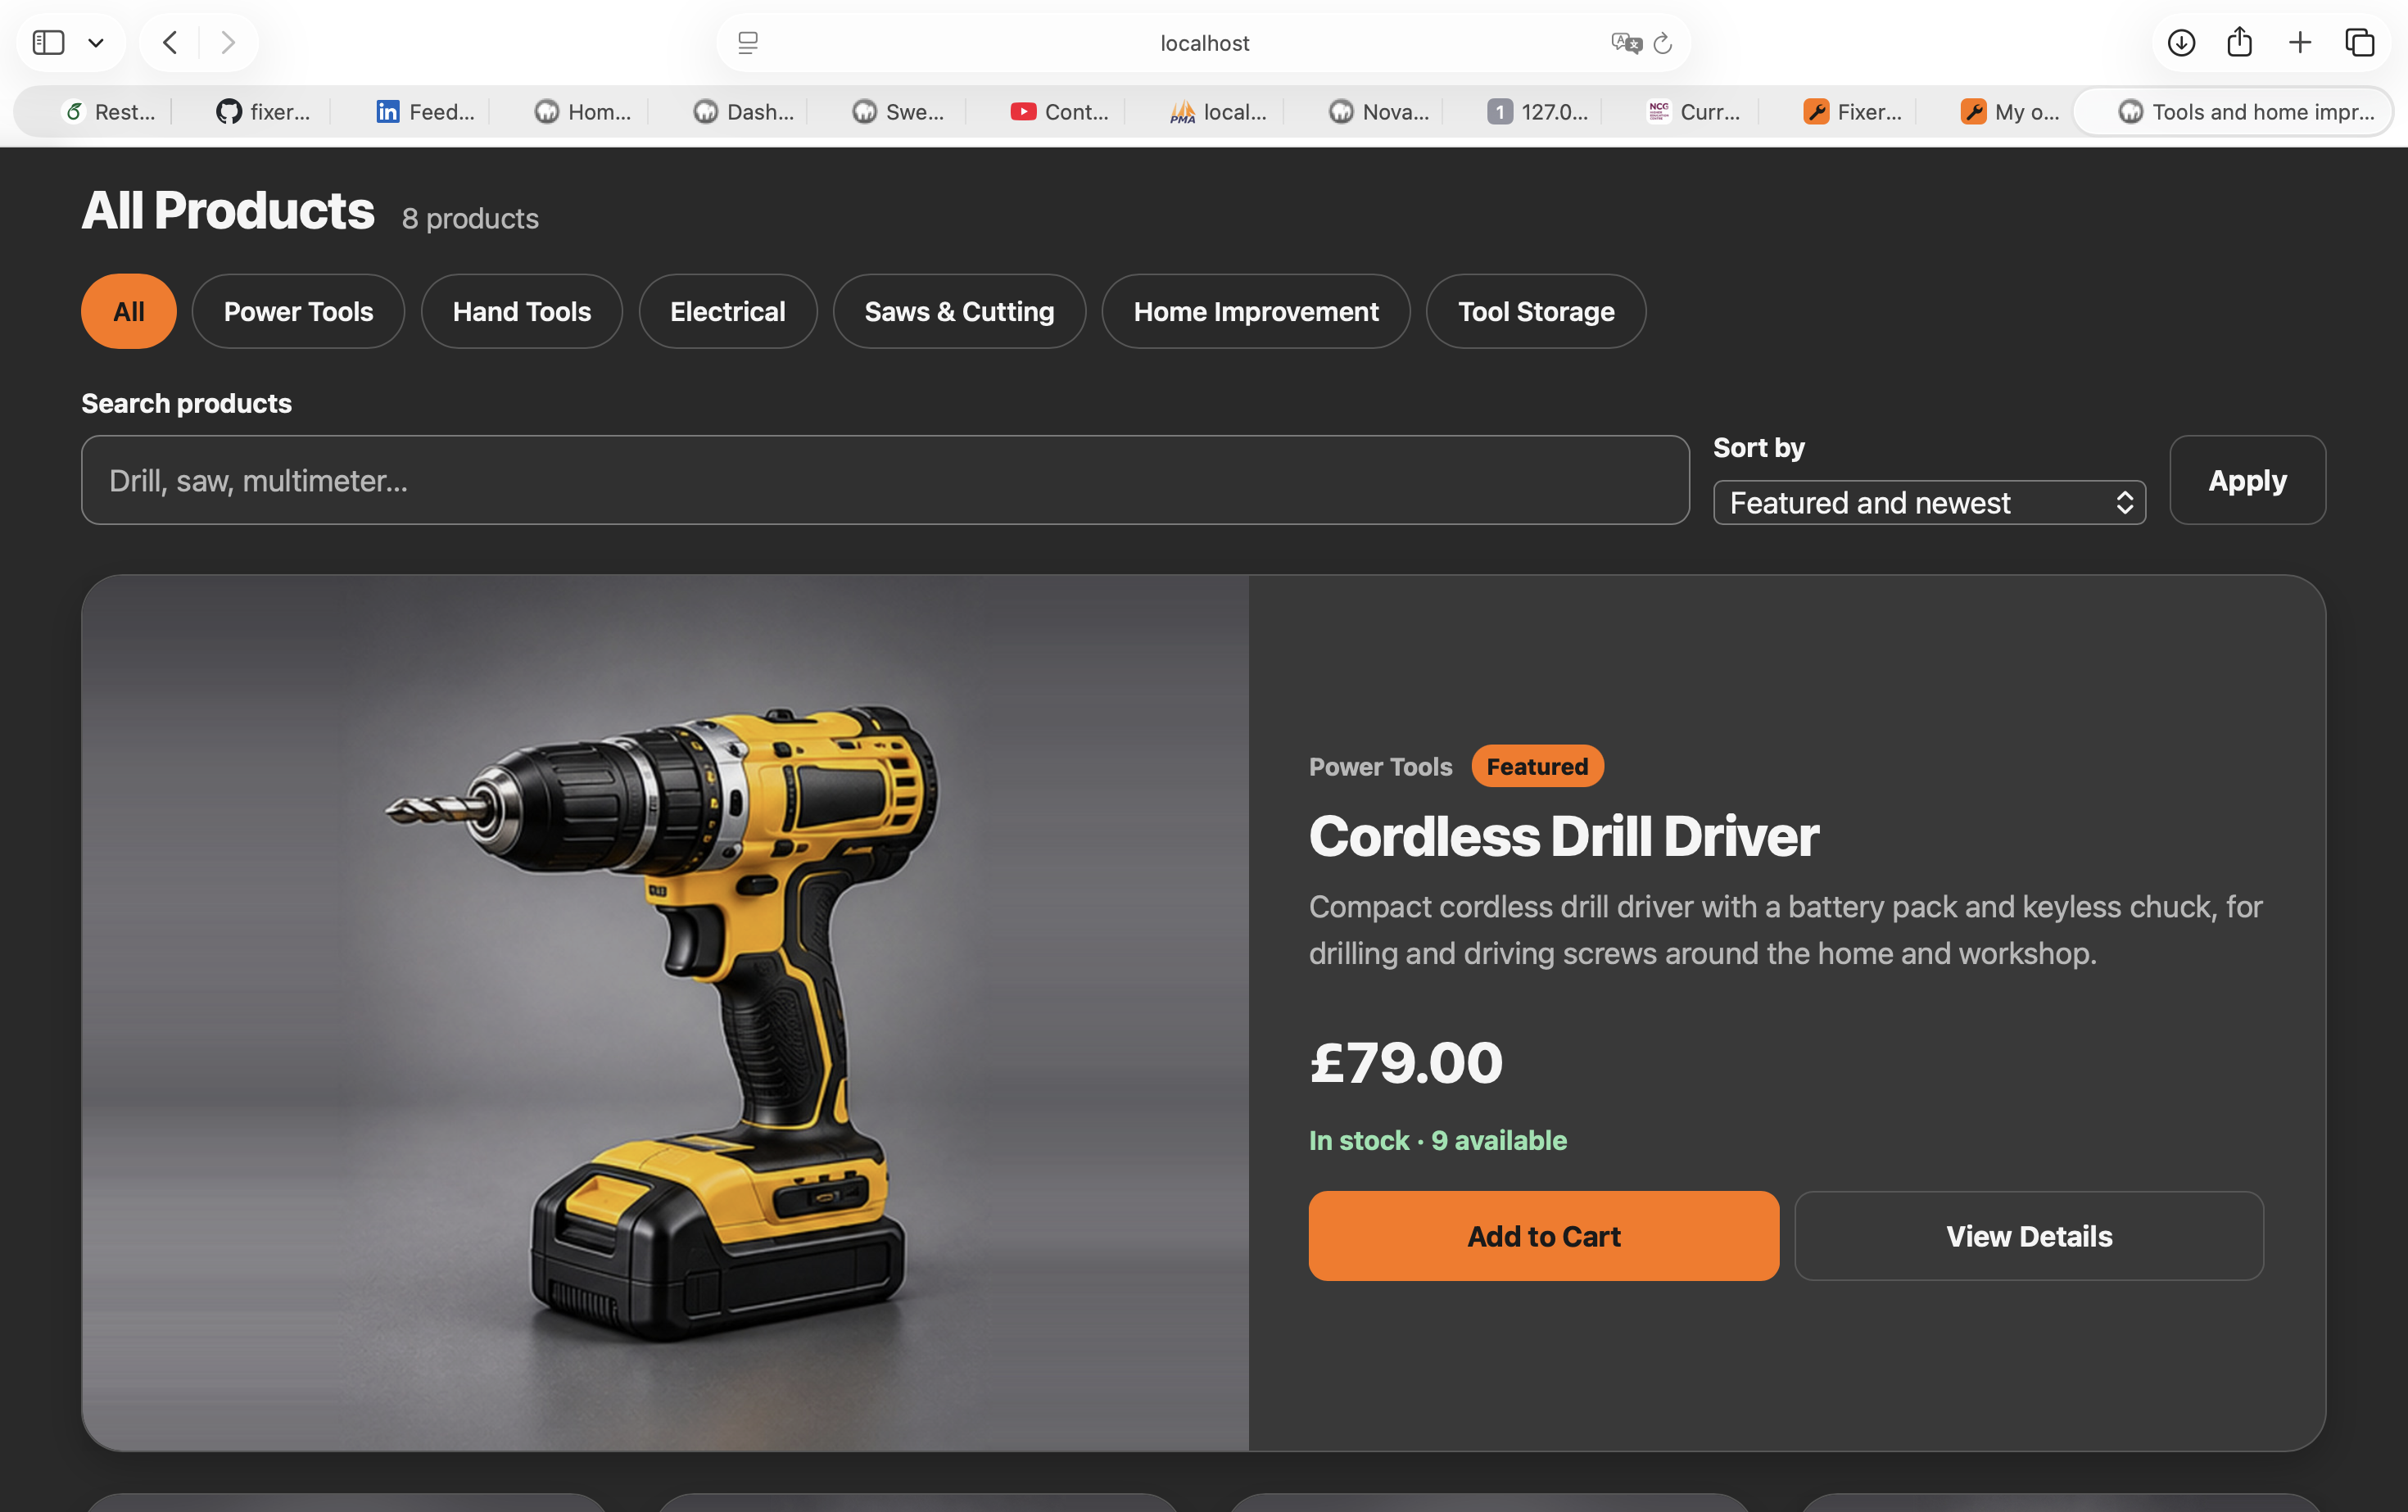 localhost
Rest...
fixer...
Feed...
Hom...
Dash...
Swe...
Cont...
local...
Nova...
127.0...
Curr...
Fixer...
My o...
Tools and home impr...
All Products 8 products
All
Power Tools
Hand Tools
Electrical
Saws & Cutting
Home Improvement
Tool Storage
Search products
Drill, saw, multimeter...
Sort by
Featured and newest
Apply
Power Tools Featured
Cordless Drill Driver
Compact cordless drill driver with a battery pack and keyless chuck, for
drilling and driving screws around the home and workshop.
£79.00
In stock · 9 available
Add to Cart
View Details